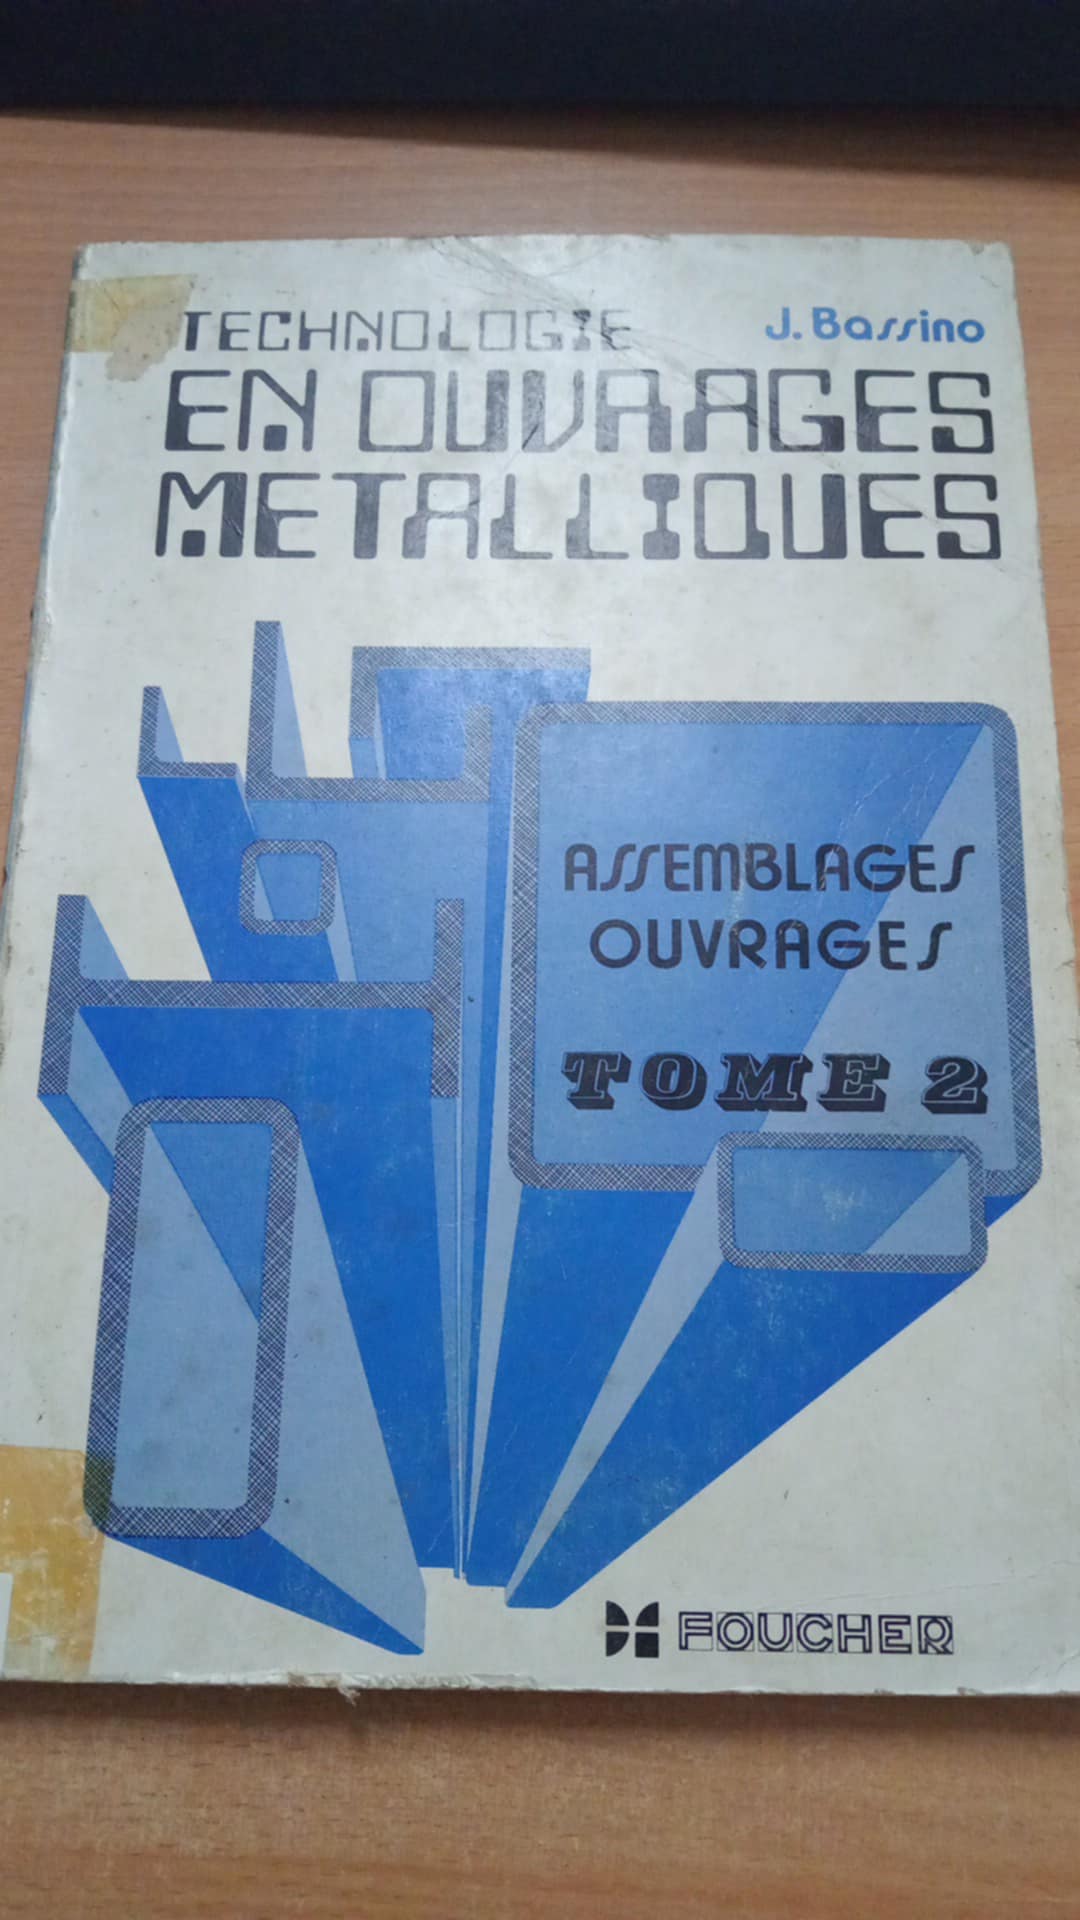 TECHNOLOGIE
J. Bassino
EN OUVRAGES
METALLIQUES
ASSEMBLAGES
OUVRAGES
TOME 2
FOUCHER